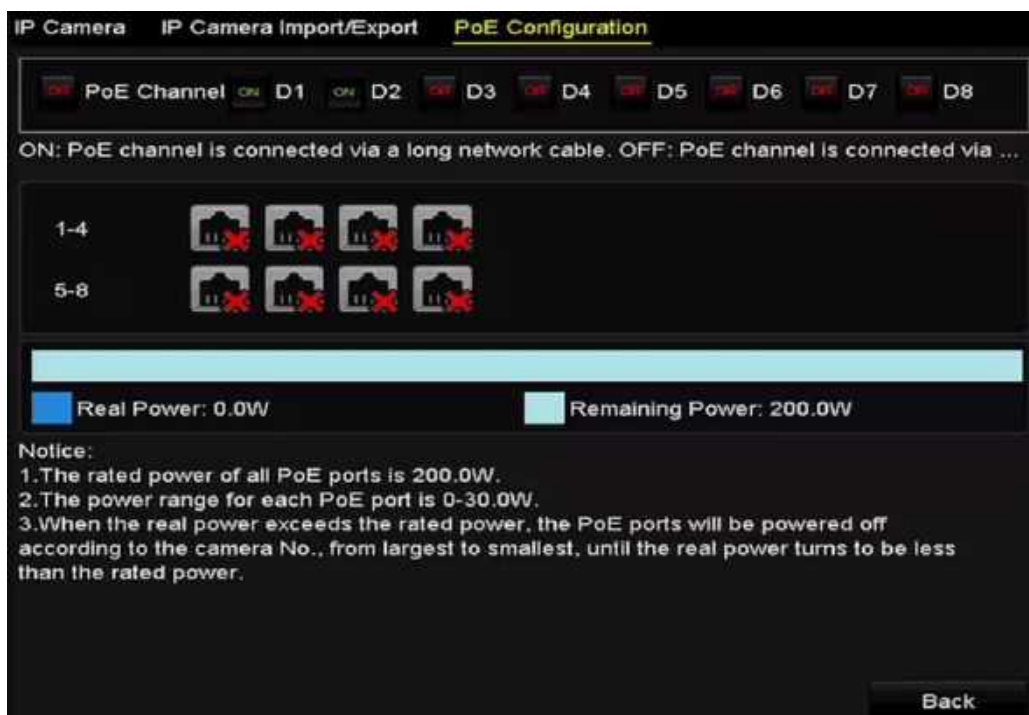 IP Camera IP Camera Import/Export PoE Configuration
OFF PoE Channel ON D1 ON D2 OFF D3 OFF D4 OFF D5 OFF D6 OFF D7 OFF D8
ON: PoE channel is connected via a long network cable. OFF: PoE channel is connected via ...
1-4
5-8
Real Power: 0.0W Remaining Power: 200.0W
Notice:
1.The rated power of all PoE ports is 200.0W.
2.The power range for each PoE port is 0-30.0W.
3.When the real power exceeds the rated power, the PoE ports will be powered off
according to the camera No., from largest to smallest, until the real power turns to be less
than the rated power.
Back